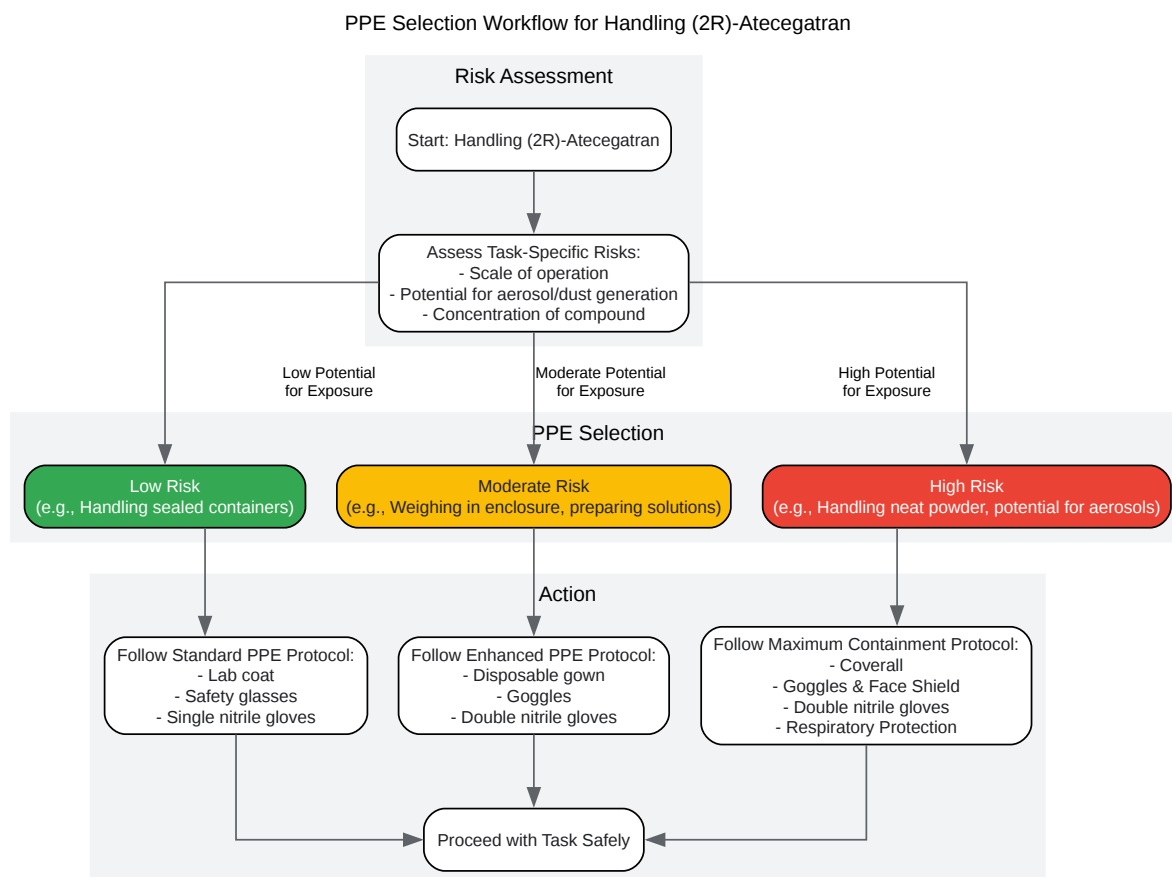 PPE Selection Workflow for Handling (2R)-Atecegatran
Risk Assessment
Start: Handling (2R)-Atecegatran
Assess Task-Specific Risks:
- Scale of operation
- Potential for aerosol/dust generation
- Concentration of compound
Low Potential
for Exposure
Moderate Potential
for Exposure
High Potential
for Exposure
PPE Selection
Low Risk
(e.g., Handling sealed containers)
Moderate Risk
(e.g., Weighing in enclosure, preparing solutions)
High Risk
(e.g., Handling neat powder, potential for aerosols)
Action
Follow Standard PPE Protocol:
- Lab coat
- Safety glasses
- Single nitrile gloves
Follow Enhanced PPE Protocol:
- Disposable gown
- Goggles
- Double nitrile gloves
Follow Maximum Containment Protocol:
- Coverall
- Goggles & Face Shield
- Double nitrile gloves
- Respiratory Protection
Proceed with Task Safely